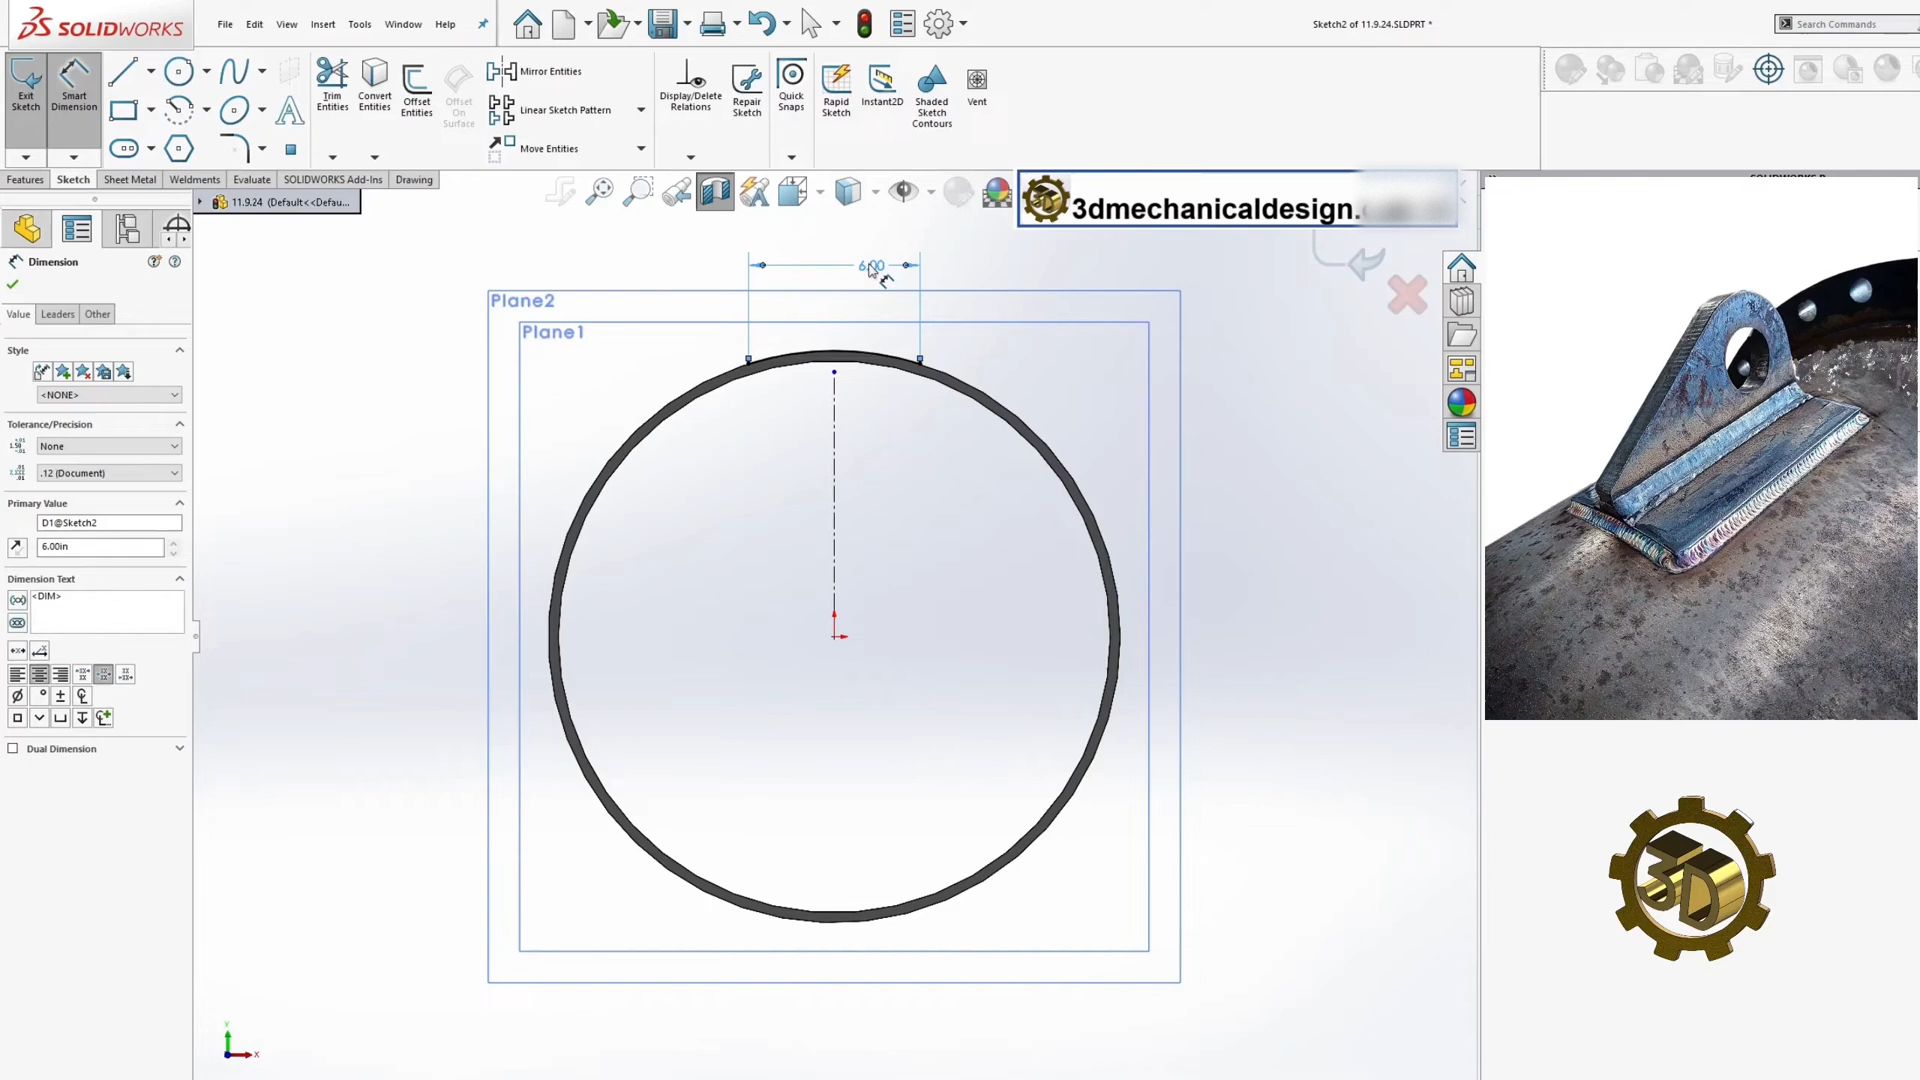 SOLIDWORKS
File Edit View Insert Tools Window Help
Sketch2 of 11.9.24.SLDPRT *
Search Commands
Exit Sketch
Smart Dimension
Trim Entities
Convert Entities
Offset Entities
Offset On Surface
Mirror Entities
Linear Sketch Pattern
Move Entities
Display/Delete Relations
Repair Sketch
Quick Snaps
Rapid Sketch
Instant2D
Shaded Sketch Contours
Vent
Features Sketch Sheet Metal Weldments Evaluate SOLIDWORKS Add-Ins Drawing
11.9.24 (Default<<Defau...
3dmechanicaldesign.
Dimension
Value Leaders Other
Style
<NONE>
Tolerance/Precision
None
.12 (Document)
Primary Value
D1@Sketch2
6.00in
Dimension Text
<DIM>
Dual Dimension
6.00
Plane2
Plane1
Y
X
3D